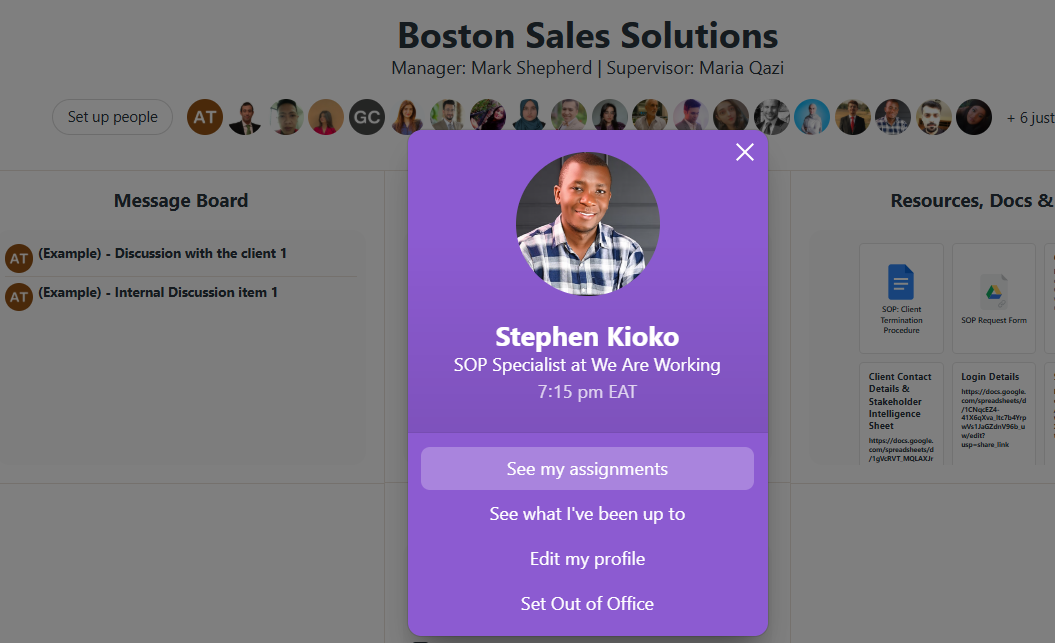 Boston Sales Solutions
Manager: Mark Shepherd | Supervisor: Maria Qazi
Set up people
AT
GC
+ 6 just
Message Board
AT
(Example) - Discussion with the client 1
AT
(Example) - Internal Discussion item 1
Stephen Kioko
SOP Specialist at We Are Working
7:15 pm EAT
See my assignments
See what I've been up to
Edit my profile
Set Out of Office
Resources, Docs &
SOP: Client
Termination
Procedure
SOP Request Form
Client Contact
Details &
Stakeholder
Intelligence
Sheet
https://docs.google.
com/spreadsheets/d
/1gVcRVT_MQLAXJr
Login Details
https://docs.google.
com/spreadsheets/d
/1CNqcEZ4-
41X6qXva_Itc7b4Yrp
wVs1JaGZdnV96b_u
w/edit?
usp=share_link